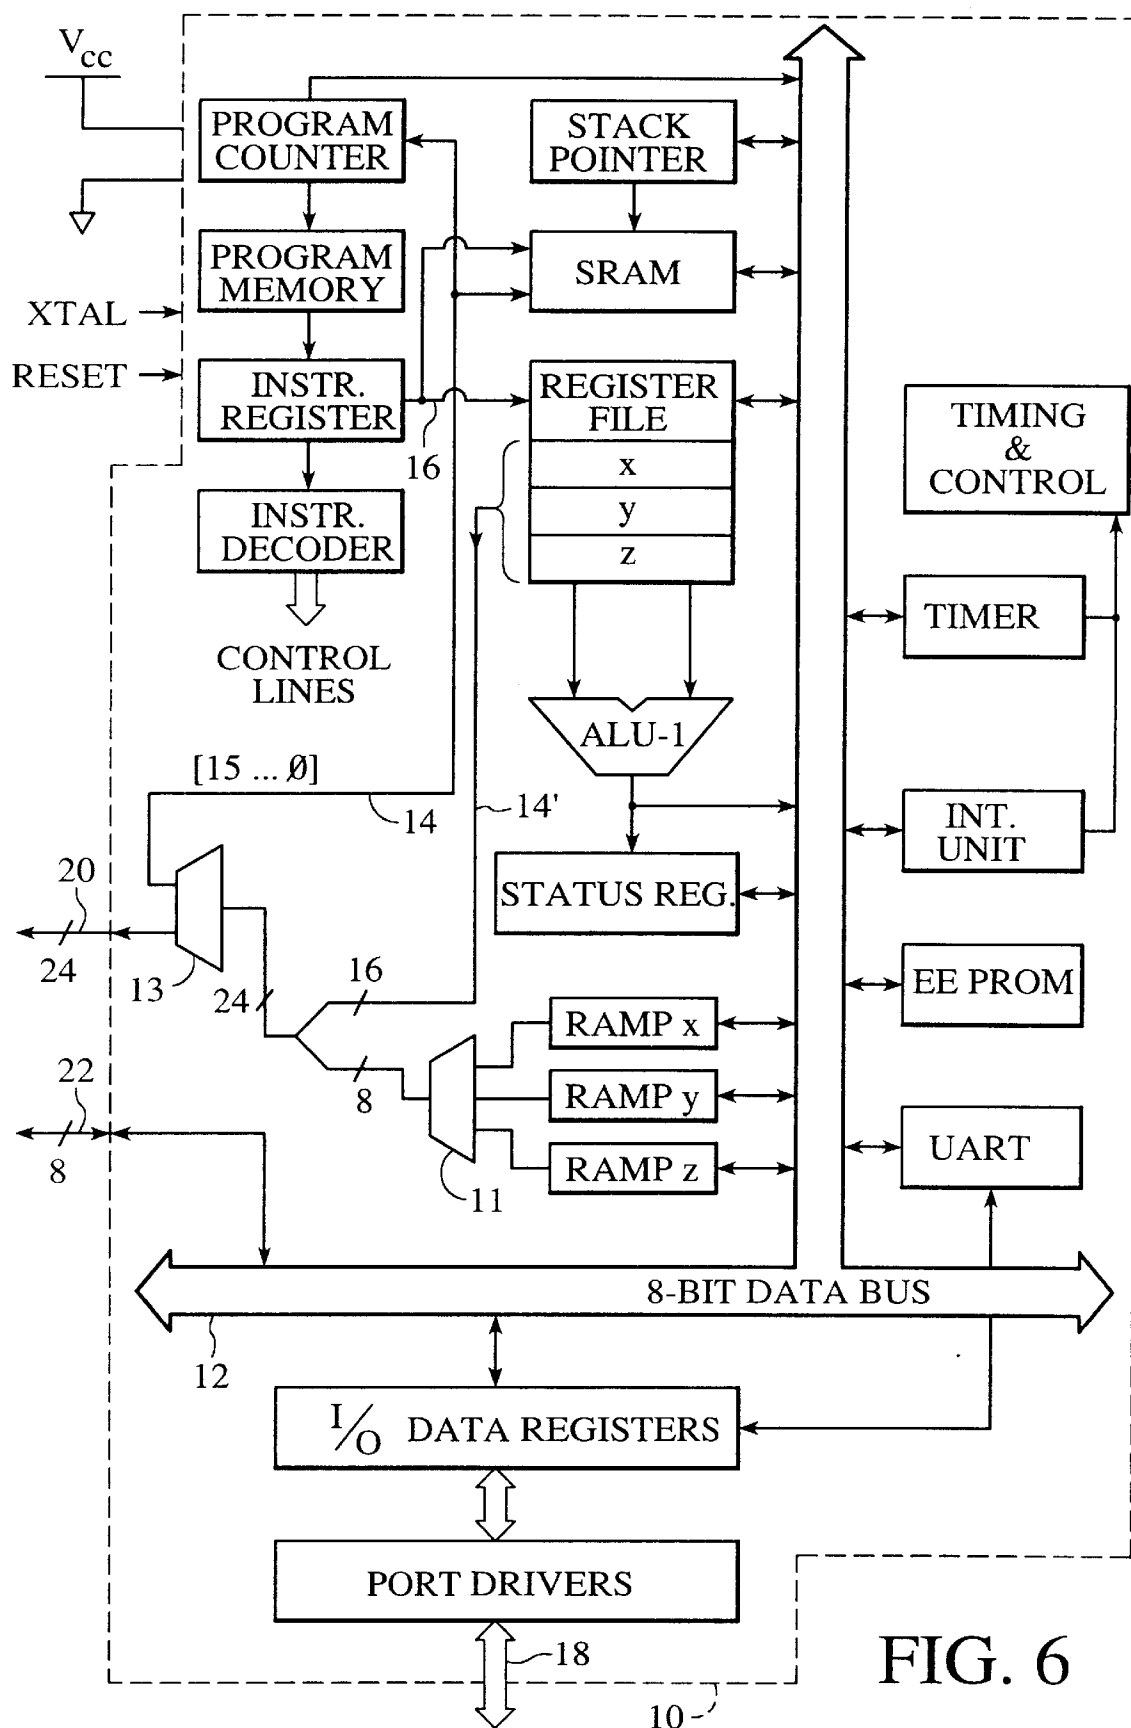 Vcc
PROGRAM
COUNTER
STACK
POINTER
PROGRAM
MEMORY
SRAM
XTAL
RESET
INSTR.
REGISTER
16
REGISTER
FILE
x
y
z
TIMING
&
CONTROL
INSTR.
DECODER
CONTROL
LINES
TIMER
ALU-1
[15 ... Ø]
14
14'
INT.
UNIT
STATUS REG.
20
24
13
24
16
EE PROM
RAMP x
8
RAMP y
22
8
11
RAMP z
UART
8-BIT DATA BUS
12
I/O DATA REGISTERS
PORT DRIVERS
18
10
FIG. 6